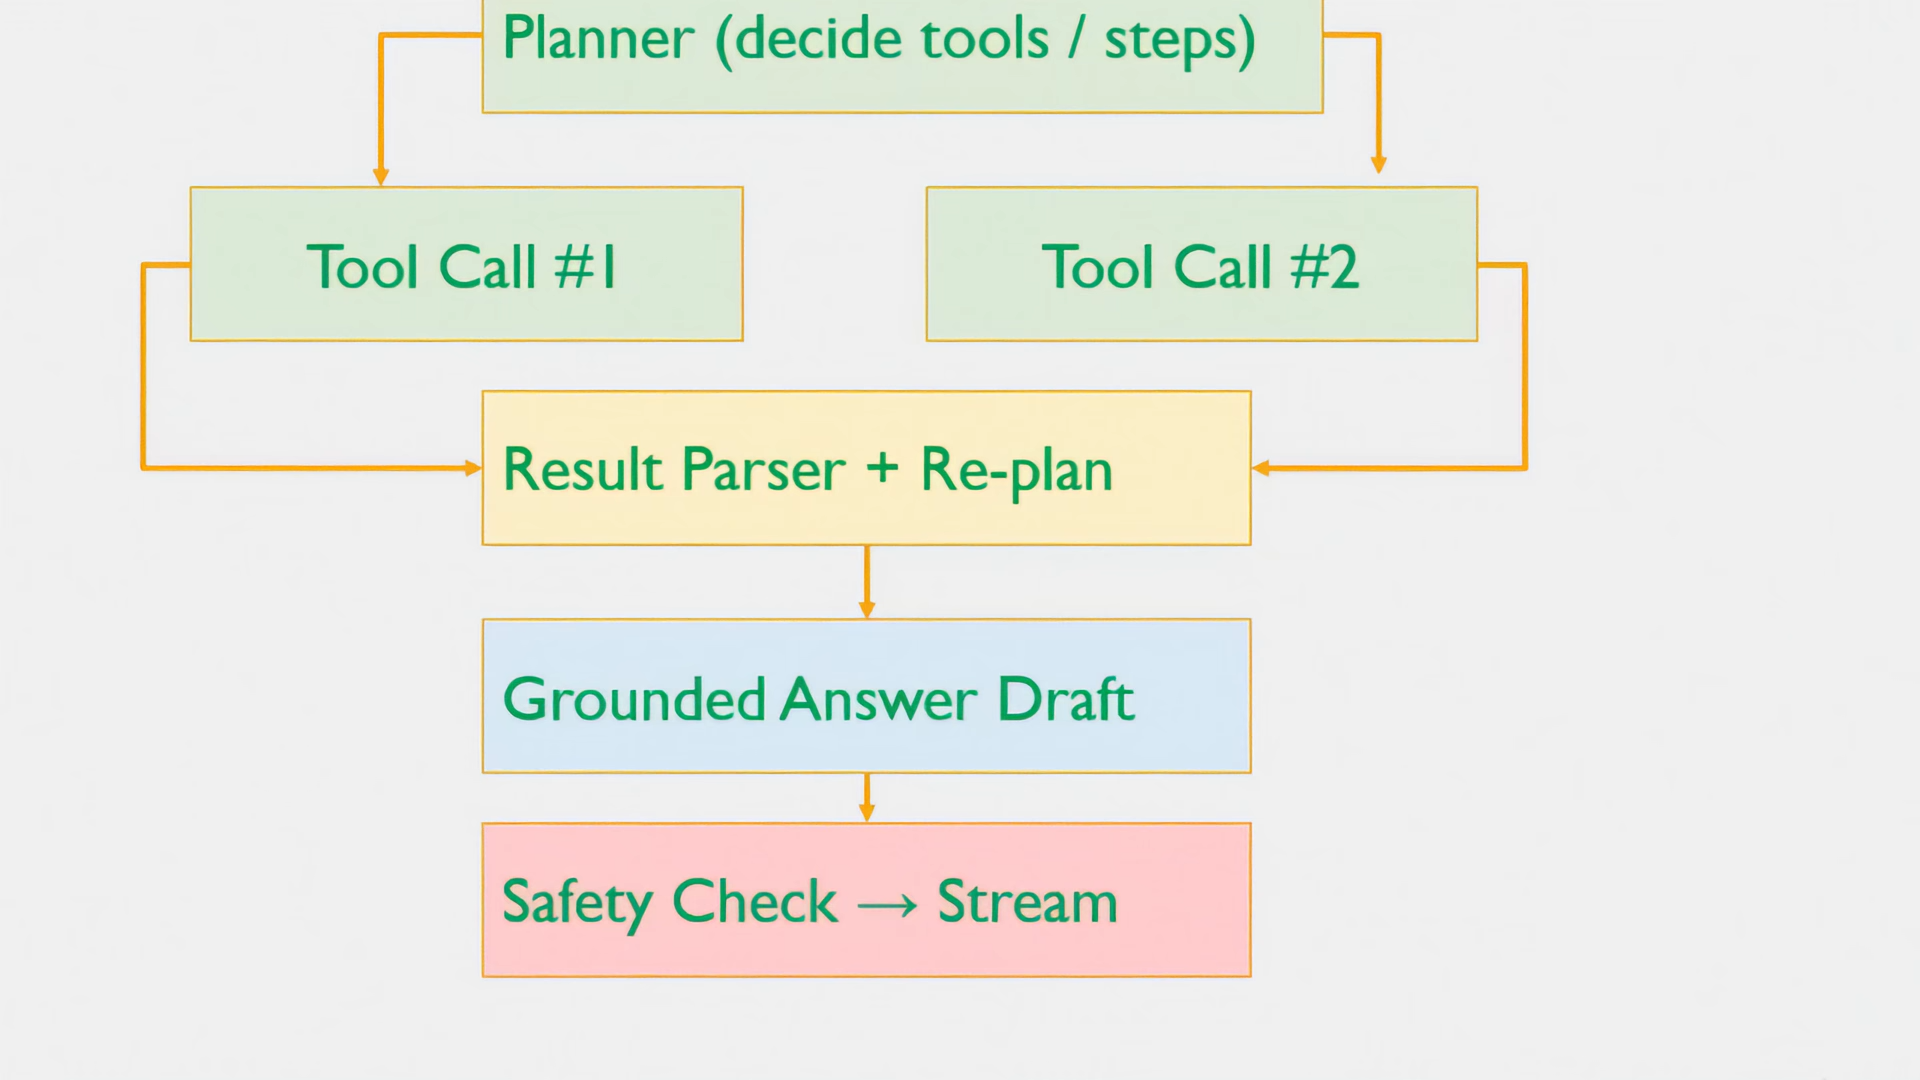 Planner (decide tools / steps)
Tool Call #1
Tool Call #2
Result Parser + Re-plan
Grounded Answer Draft
Safety Check → Stream